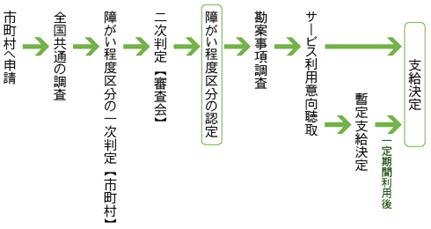 市町村へ申請
全国共通の調査
障がい程度区分の一次判定【市町村】
二次判定【審査会】
障がい程度区分の認定
勘案事項調査
サービス利用意向聴取
暫定支給決定
一定期間利用後
支給決定